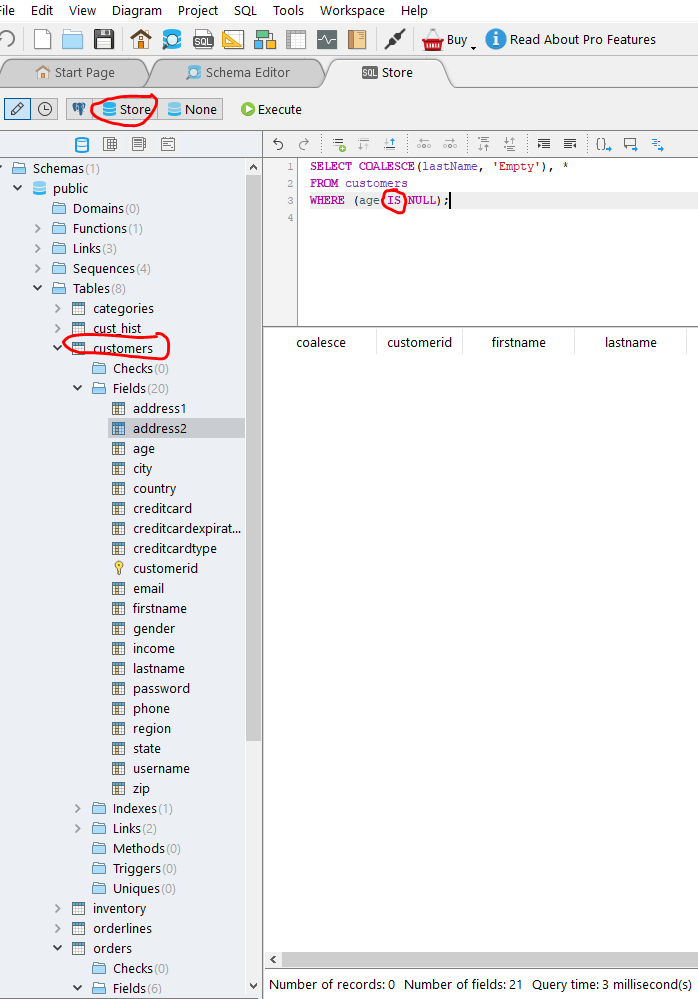 File Edit View Diagram Project SQL Tools Workspace Help
SQL Buy Read About Pro Features
Start Page Schema Editor SQL Store
Store None Execute
Schemas(1)
public
Domains(0)
Functions(1)
Links(3)
Sequences(4)
Tables(8)
categories
cust_hist
customers
Checks(0)
Fields(20)
address1
address2
age
city
country
creditcard
creditcardexpirat...
creditcardtype
customerid
email
firstname
gender
income
lastname
password
phone
region
state
username
zip
Indexes(1)
Links(2)
Methods(0)
Triggers(0)
Uniques(0)
inventory
orderlines
orders
Checks(0)
Fields(6)
1 SELECT COALESCE(lastName, 'Empty'), *
2 FROM customers
3 WHERE (age IS NULL);
4
coalesce customerid firstname lastname
Number of records: 0 Number of fields: 21 Query time: 3 millisecond(s)